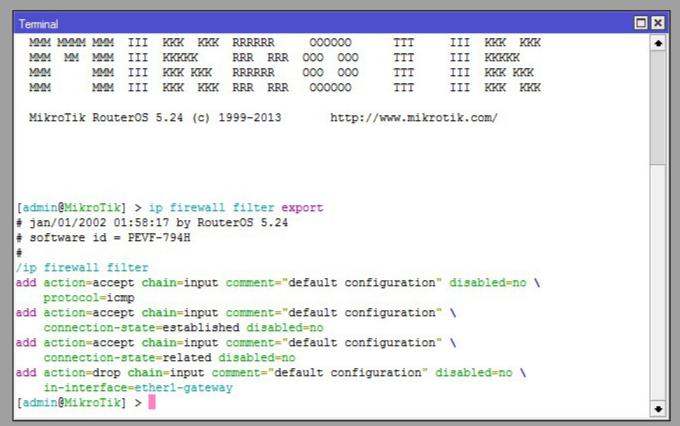 Terminal
MMM MMMM MMM III KKK KKK RRRRRR OOOOOO TTT III KKK KKK
MMM MM MMM III KKKKK RRR RRR OOO OOO TTT III KKKKK
MMM MMM III KKK KKK RRRRRR OOO OOO TTT III KKK KKK
MMM MMM III KKK KKK RRR RRR OOOOOO TTT III KKK KKK
MikroTik RouterOS 5.24 (c) 1999-2013 http://www.mikrotik.com/
[admin@MikroTik] > ip firewall filter export
# jan/01/2002 01:58:17 by RouterOS 5.24
# software id = PEVF-794H
#
/ip firewall filter
add action=accept chain=input comment="default configuration" disabled=no \
protocol=icmp
add action=accept chain=input comment="default configuration" \
connection-state=established disabled=no
add action=accept chain=input comment="default configuration" \
connection-state=related disabled=no
add action=drop chain=input comment="default configuration" disabled=no \
in-interface=ether1-gateway
[admin@MikroTik] >